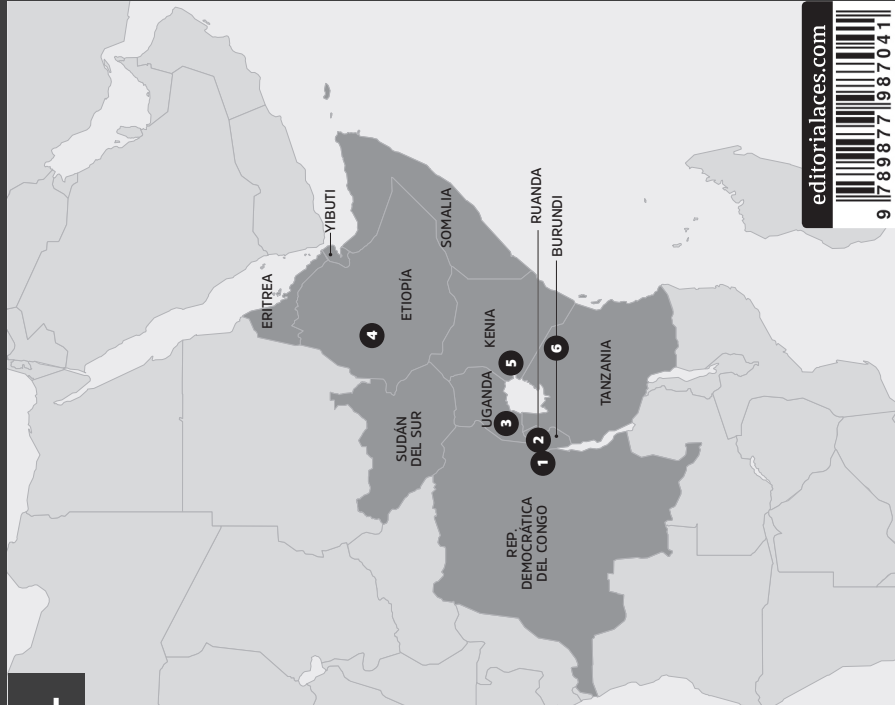 ERITREA
YIBUTI
ETIOPÍA
SOMALIA
SUDÁN
DEL SUR
UGANDA
KENIA
RUANDA
BURUNDI
TANZANIA
REP.
DEMOCRÁTICA
DEL CONGO
1
2
3
4
5
6
editorialaces.com
9 789877 987041